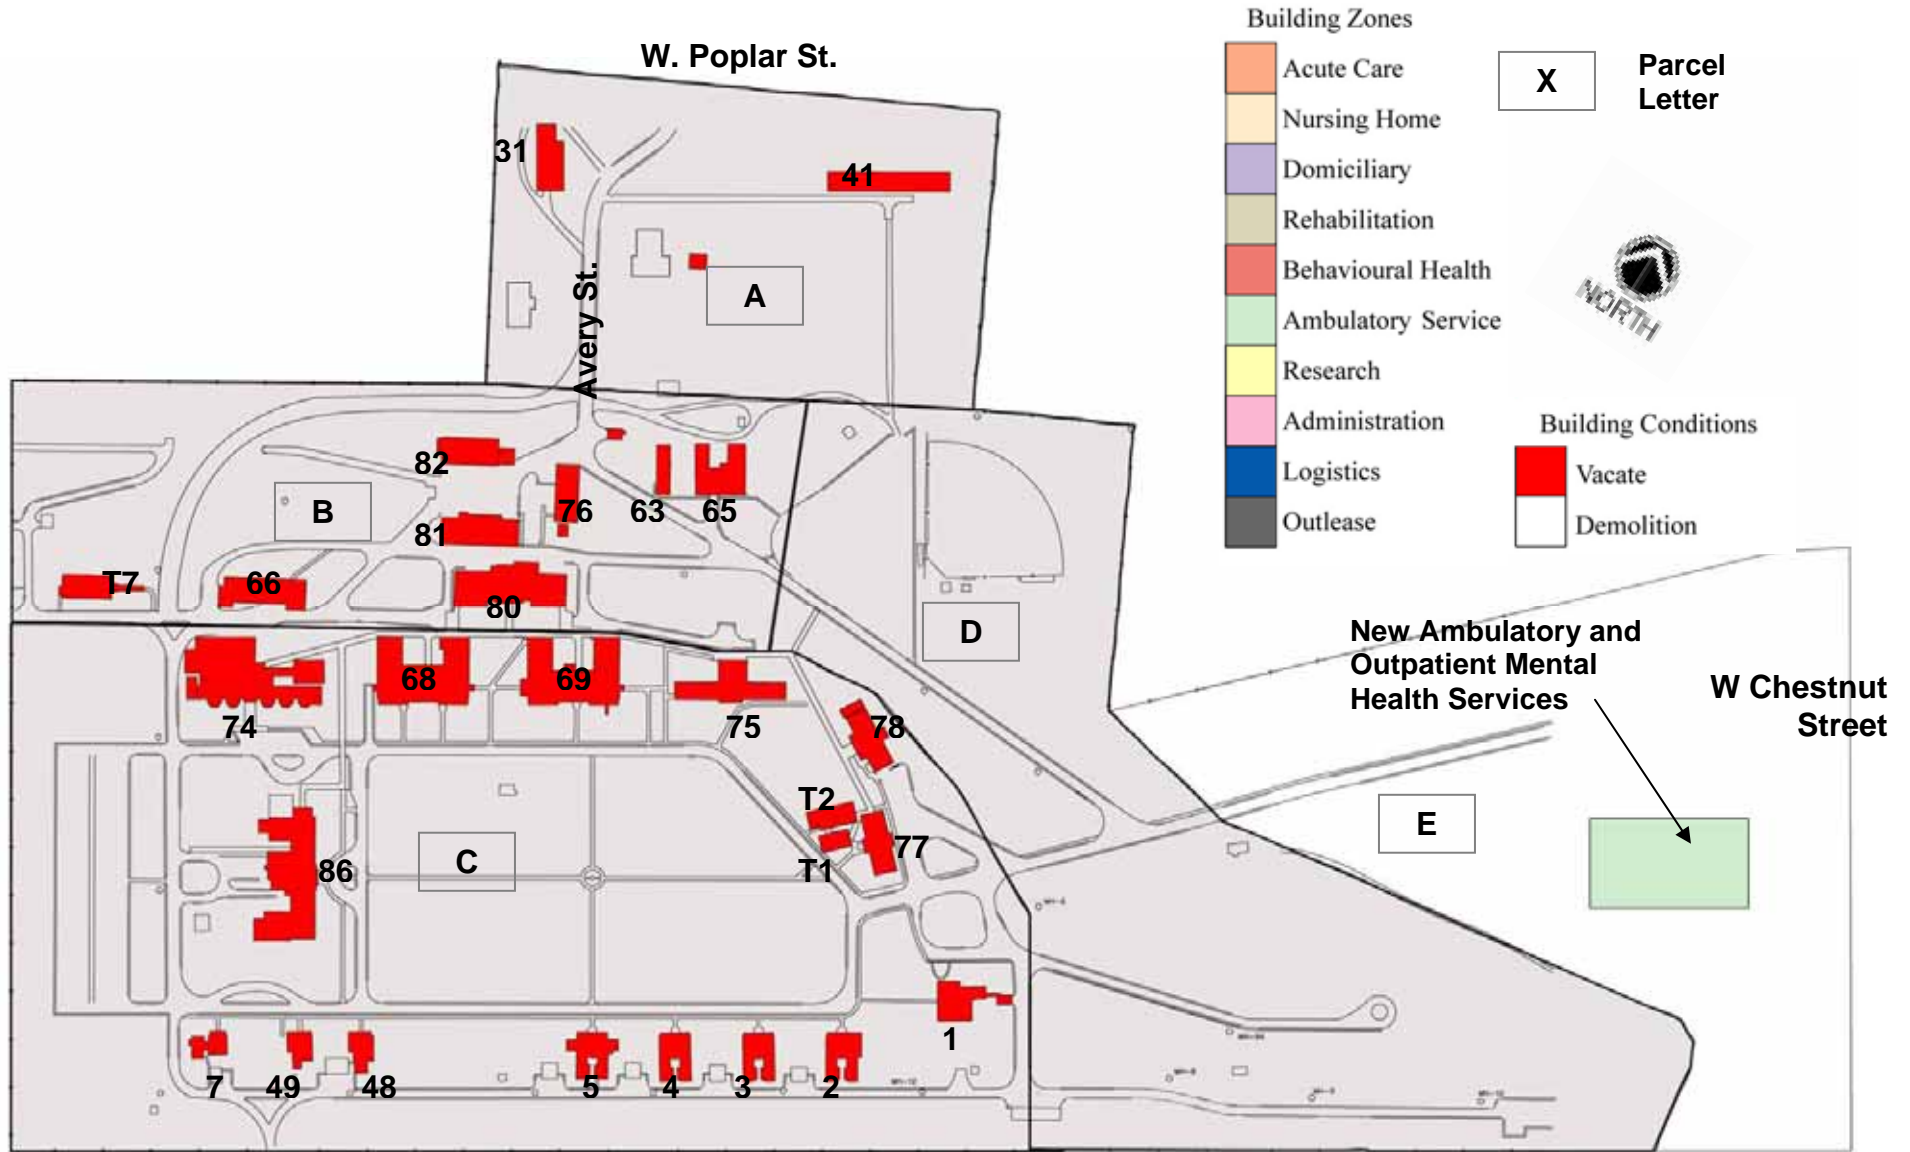 W. Poplar St.
Building Zones
Acute Care
Nursing Home
Domiciliary
Rehabilitation
Behavioural Health
Ambulatory Service
Research
Administration
Logistics
Outlease
X
Parcel
Letter
NORTH
Building Conditions
Vacate
Demolition
31
41
A
Avery St.
82
B
76
63
65
81
T7
66
80
D
New Ambulatory and
Outpatient Mental
Health Services
W Chestnut
Street
68
69
74
75
78
T2
E
77
86
C
T1
1
7
49
48
5
4
3
2